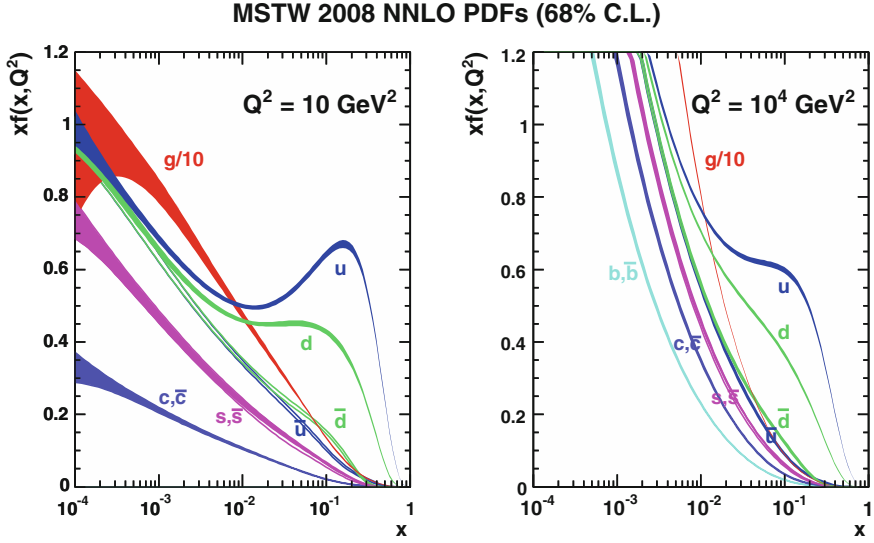 MSTW 2008 NNLO PDFs (68% C.L.)
xf(x,Q²)
1.2
1
0.8
0.6
0.4
0.2
0
Q² = 10 GeV²
g/10
u
d
c,c̅
s,s̅
u̅
d̅
10⁻⁴
10⁻³
10⁻²
10⁻¹
1
x
xf(x,Q²)
1.2
1
0.8
0.6
0.4
0.2
0
Q² = 10⁴ GeV²
g/10
b,b̅
u
d
c,c̅
s,s̅
d̅
u̅
10⁻⁴
10⁻³
10⁻²
10⁻¹
1
x